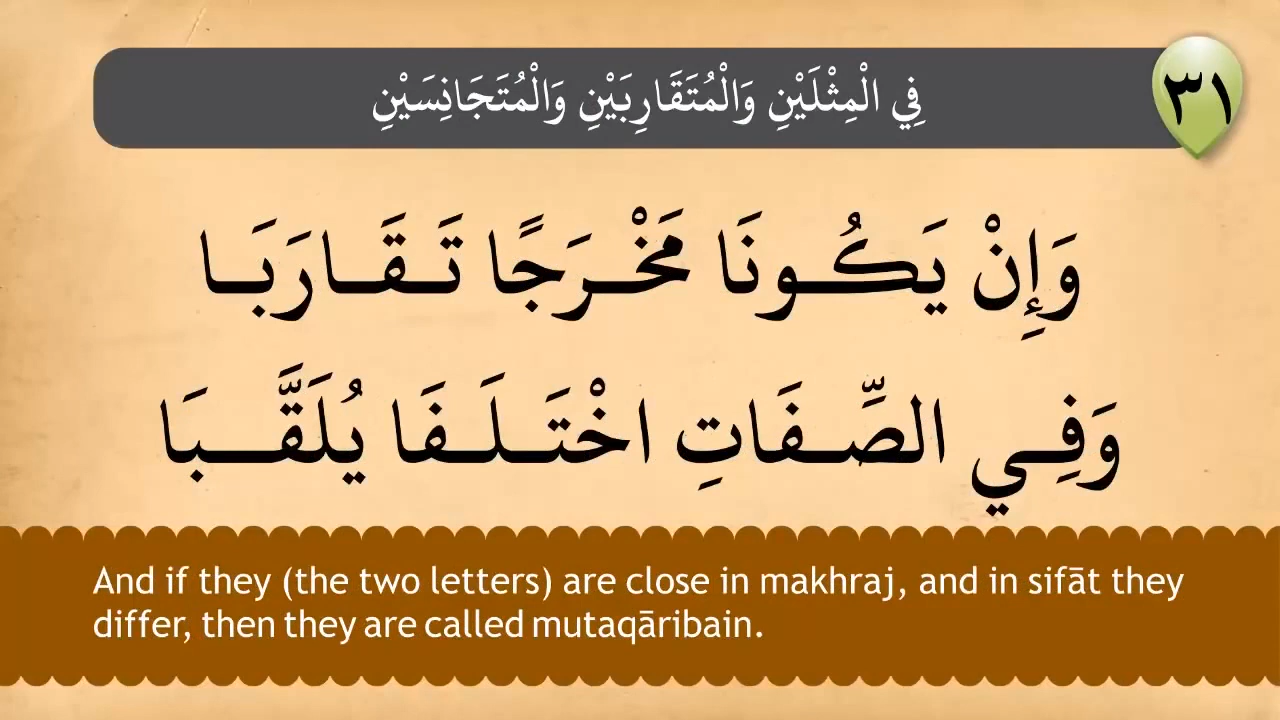 فِي الْمِثْلَيْنِ وَالْمُتَقَارِبَيْنِ وَالْمُتَجَانِسَيْنِ
٣١
وَإِنْ يَكُونَا مَخْرَجًا تَقَارَبَا
وَفِي الصِّفَاتِ اخْتَلَفَا يُلَقَّبَا
And if they (the two letters) are close in makhraj, and in sifāt they
differ, then they are called mutaqāribain.